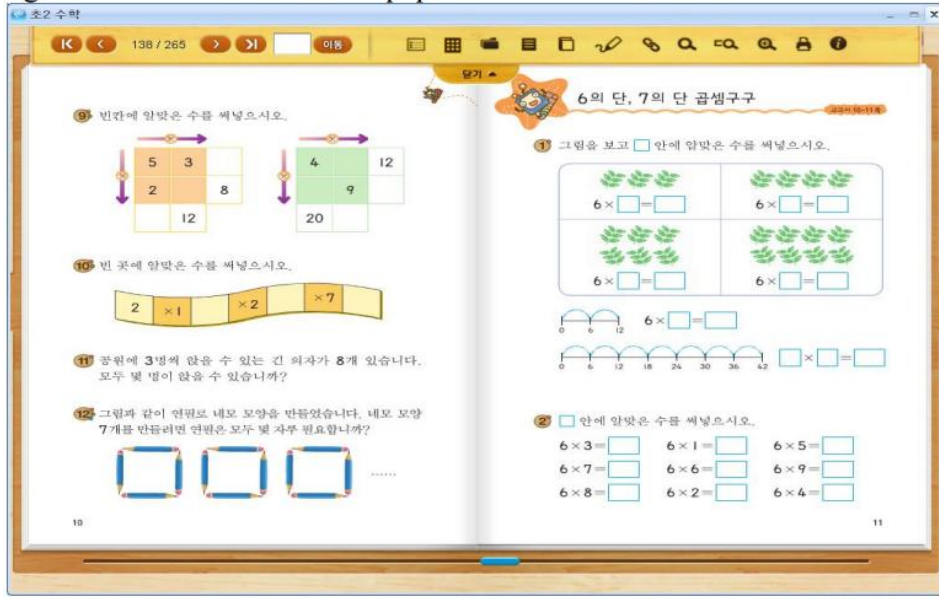 초2 수학
138 / 265
이동
닫기
9 빈칸에 알맞은 수를 써넣으시오.
5 3
2 8
12
4 12
9
20
10 빈 곳에 알맞은 수를 써넣으시오.
2 ×1 ×2 ×7
11 공원에 3명씩 앉을 수 있는 긴 의자가 8개 있습니다.
모두 몇 명이 앉을 수 있습니까?
12 그림과 같이 연필로 네모 모양을 만들었습니다. 네모 모양
7개를 만들려면 연필은 모두 몇 자루 필요합니까?
……
10
6의 단, 7의 단 곱셈구구
교과서 10~11쪽
1 그림을 보고 □ 안에 알맞은 수를 써넣으시오.
6×□=□ 6×□=□
6×□=□ 6×□=□
0 6 12 6×□=□
0 6 12 18 24 30 36 42 □×□=□
2 □ 안에 알맞은 수를 써넣으시오.
6×3=□ 6×1=□ 6×5=□
6×7=□ 6×6=□ 6×9=□
6×8=□ 6×2=□ 6×4=□
11